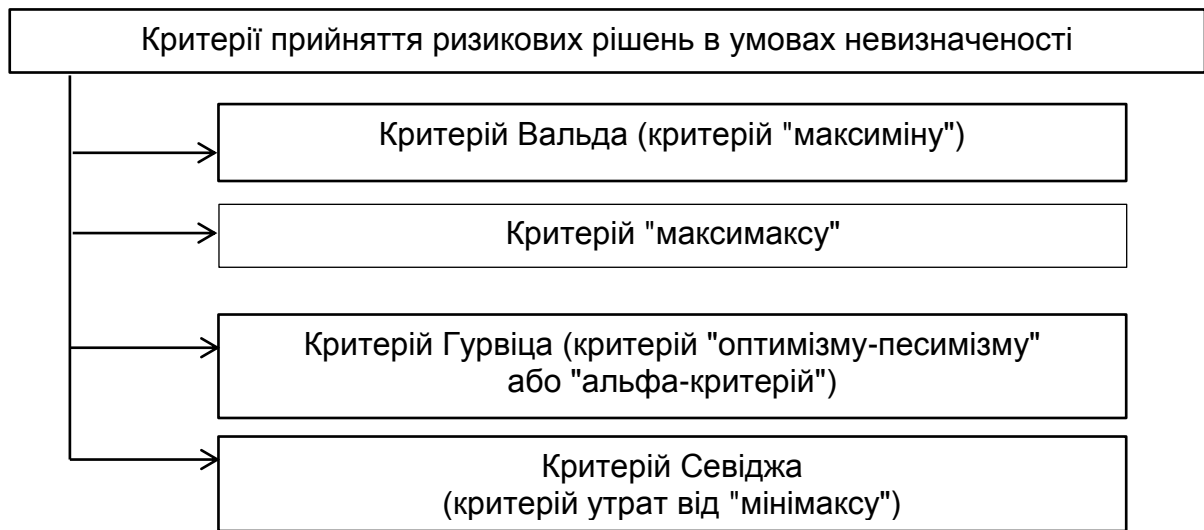 Критерії прийняття ризикових рішень в умовах невизначеності
Критерій Вальда (критерій "максиміну")
Критерій "максимаксу"
Критерій Гурвіца (критерій "оптимізму-песимізму"
або "альфа-критерій")
Критерій Севіджа
(критерій утрат від "мінімаксу")